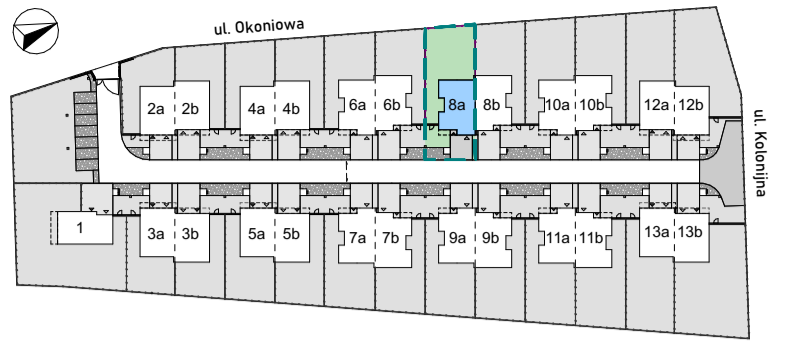 ul. Okoniowa
2a 2b 4a 4b 6a 6b 8a 8b 10a 10b 12a 12b
ul. Kolonijna
1 3a 3b 5a 5b 7a 7b 9a 9b 11a 11b 13a 13b